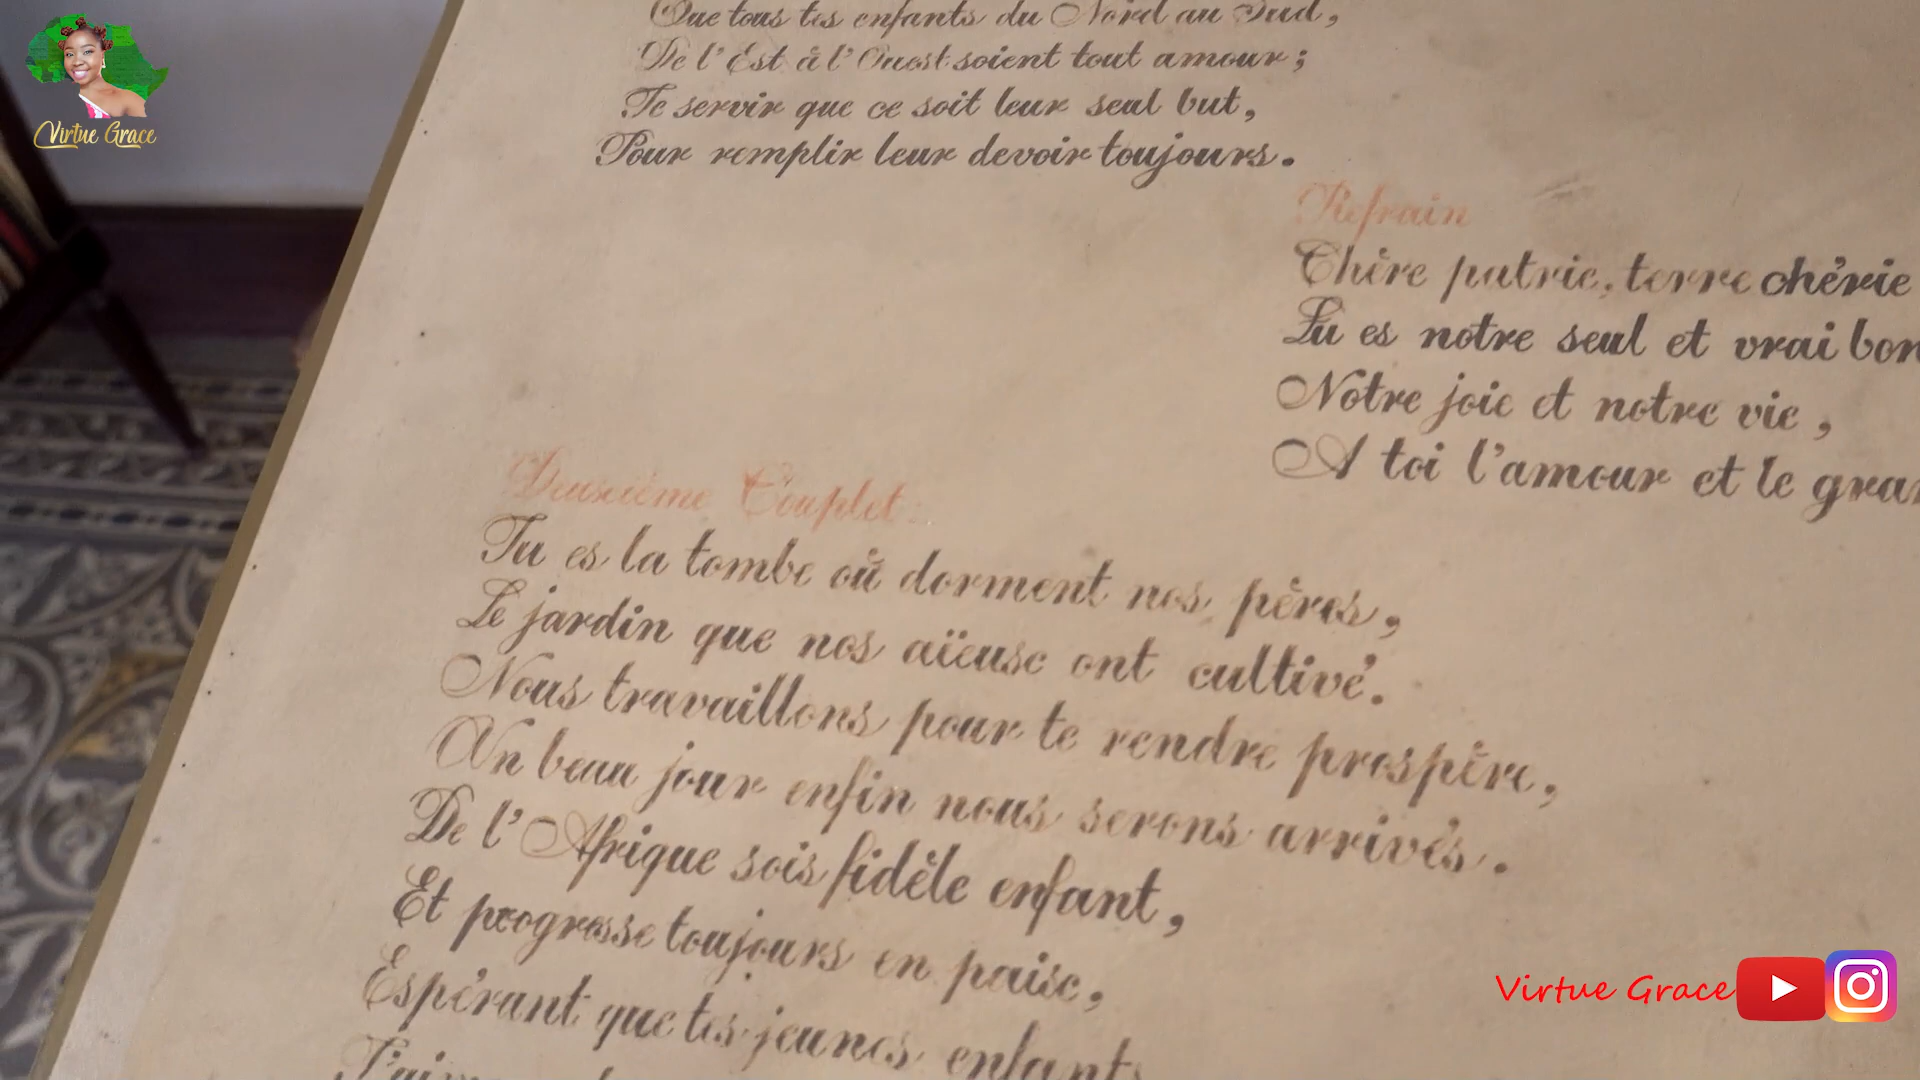 Virtue Grace
Que tous tes enfants du Nord au Sud,
De l'Est à l'Ouest soient tout amour;
Te servir que ce soit leur seul but,
Pour remplir leur devoir toujours.
Refrain
Chère patrie, terre chérie
Tu es notre seul et vrai bon
Notre joie et notre vie,
A toi l'amour et le gran
Deuxième Couplet:
Tu es la tombe où dorment nos pères,
Le jardin que nos aïeux ont cultivé.
Nous travaillons pour te rendre prospère,
Un beau jour enfin nous serons arrivés.
De l'Afrique sois fidèle enfant,
Et progresse toujours en paix,
Espérant que tes jeunes enfants
Virtue Grace